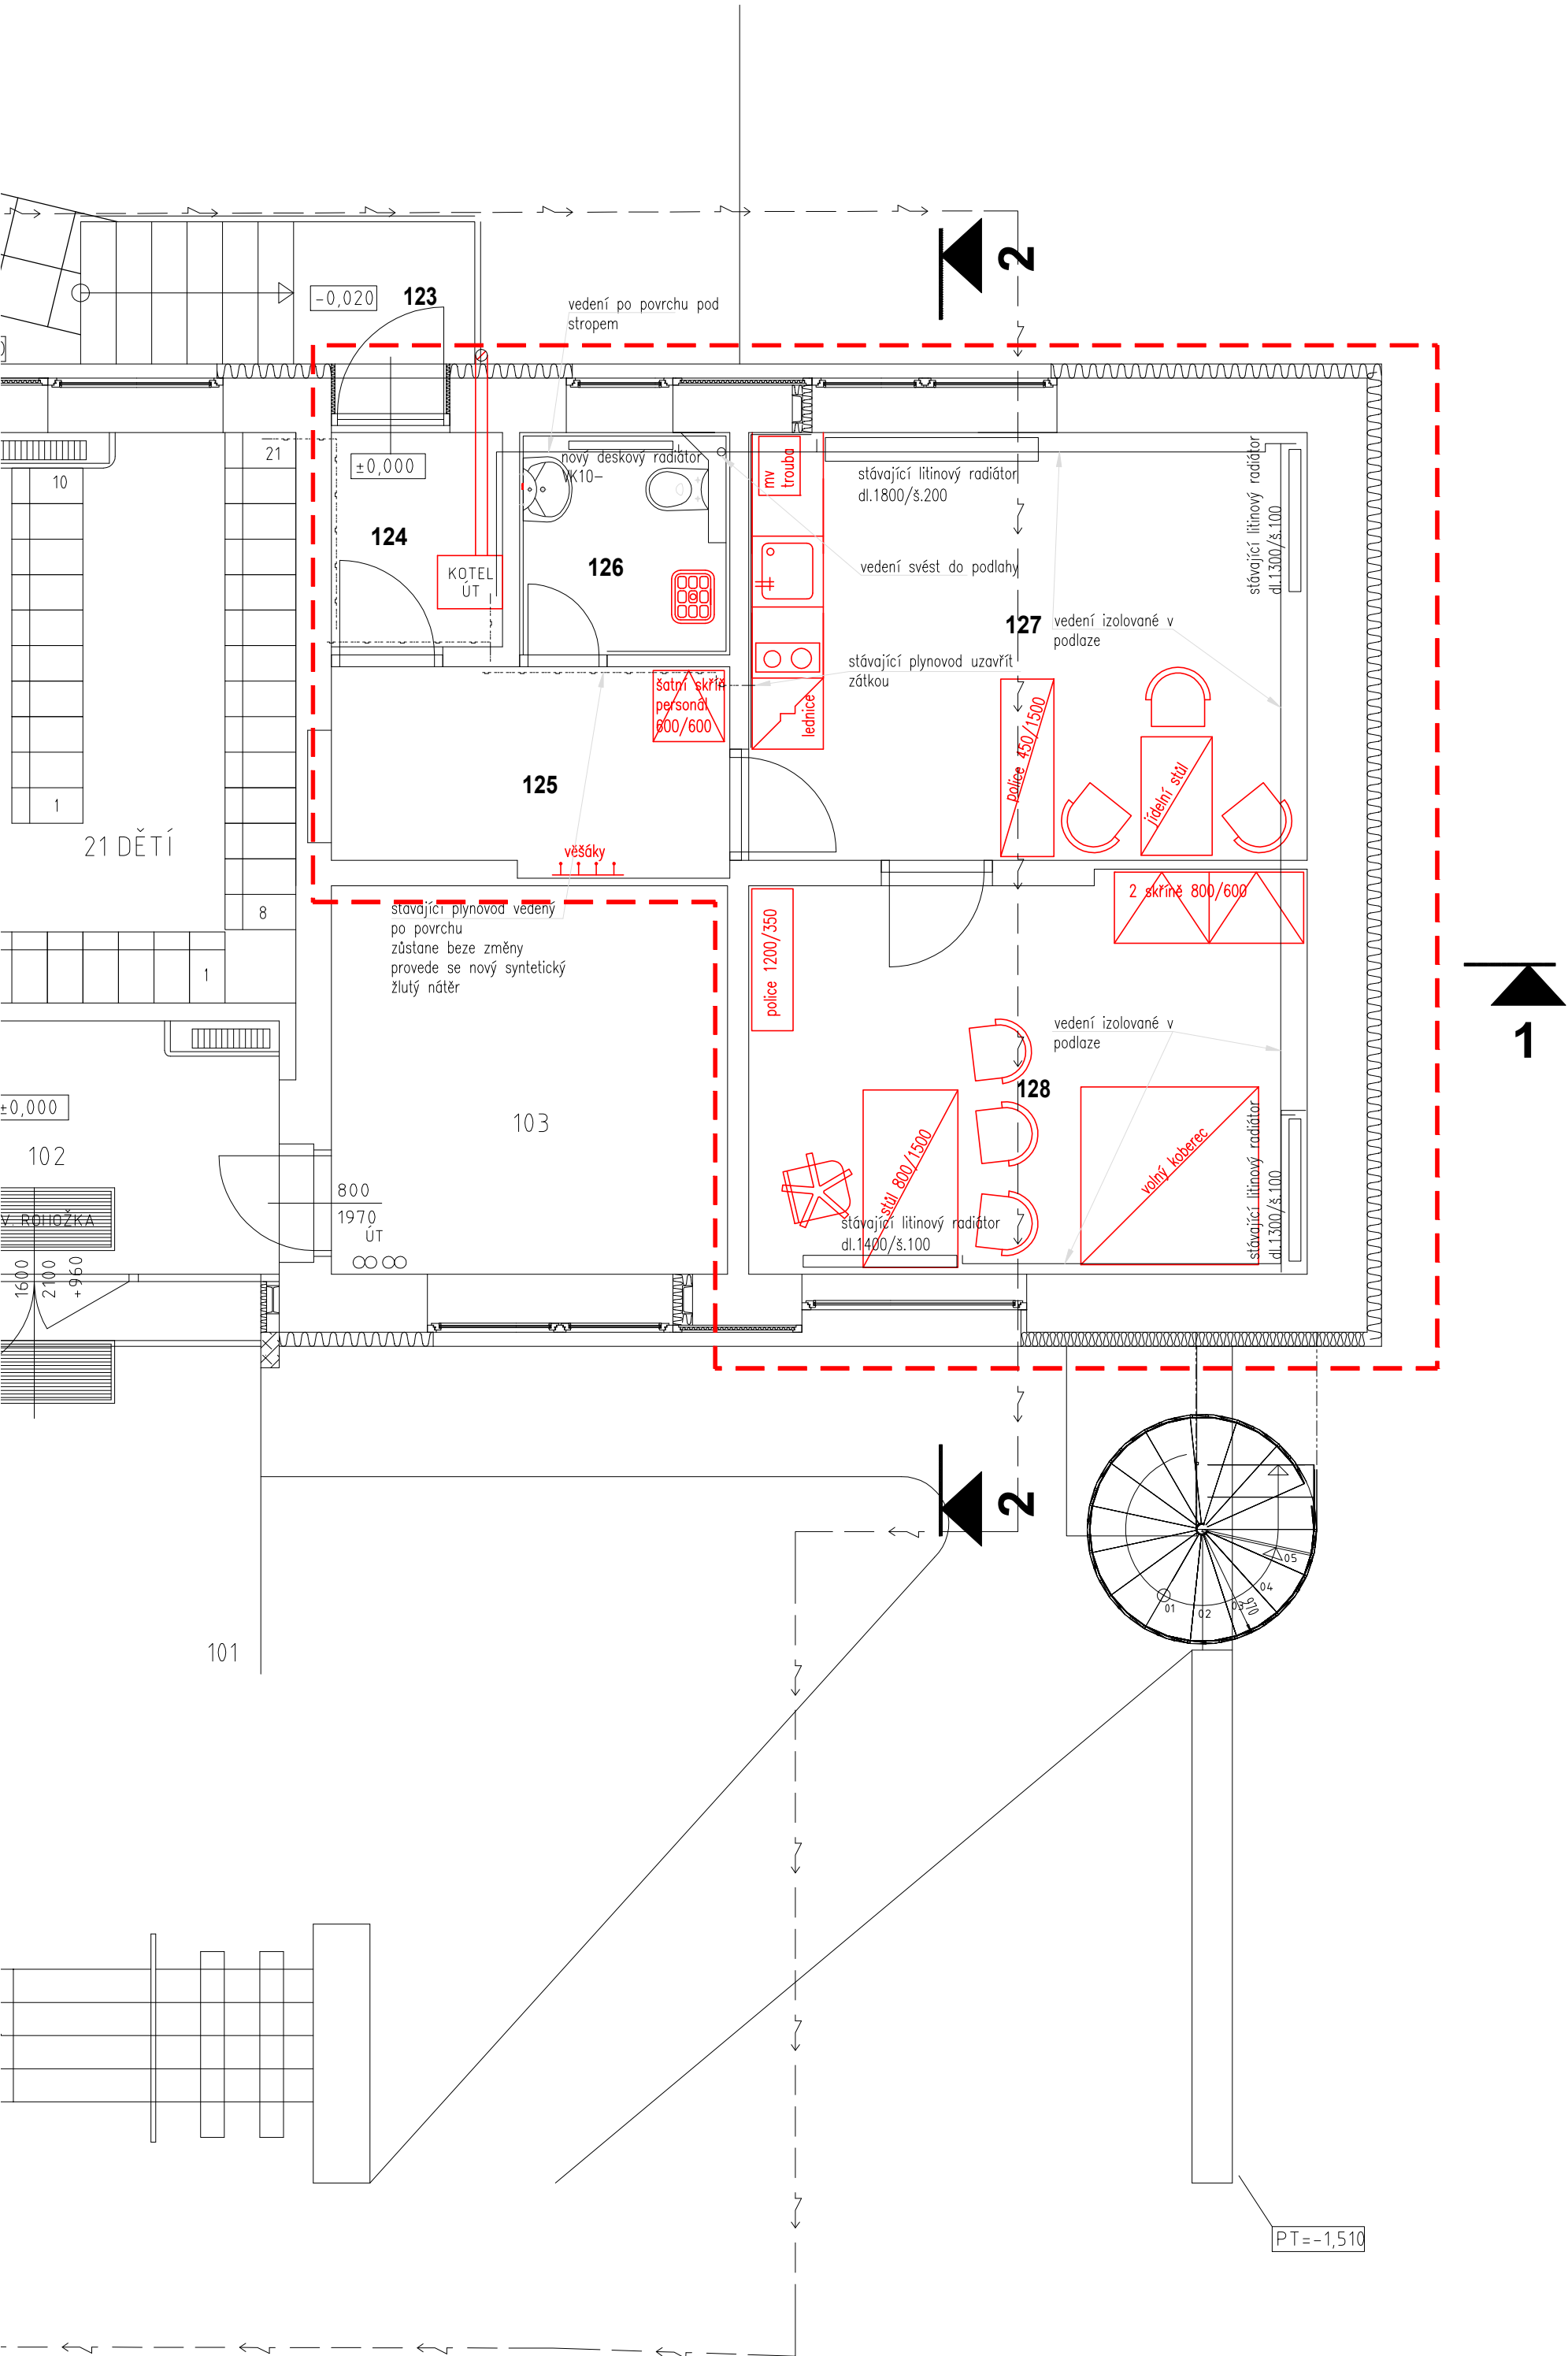 2
-0,020
123
vedení po povrchu pod
stropem
21
±0,000
10
nový deskový radiátor
VK10-
mv
trouba
stávající litinový radiátor
dl.1800/š.200
stávající litinový radiátor
dl.1300/š.100
124
126
KOTEL
ÚT
vedení svést do podlahy
127
vedení izolované v
podlaze
stávající plynovod uzavřít
zátkou
šatní skříň
personál
600/600
lednice
police 450/1500
jídelní stůl
125
1
21 DĚTÍ
věšáky
8
stávající plynovod vedený
po povrchu
zůstane beze změny
provede se nový syntetický
žlutý nátěr
police 1200/350
2 skříně 800/600
1
1
vedení izolované v
podlaze
128
±0,000
103
102
stůl 800/1500
volný koberec
stávající litinový radiátor
dl.1300/š.100
800
1970
ÚT
V ROHOŽKA
stávající litinový radiátor
dl.1400/š.100
1600
2100
+960
2
05
04
03
970
02
01
101
PT=-1,510